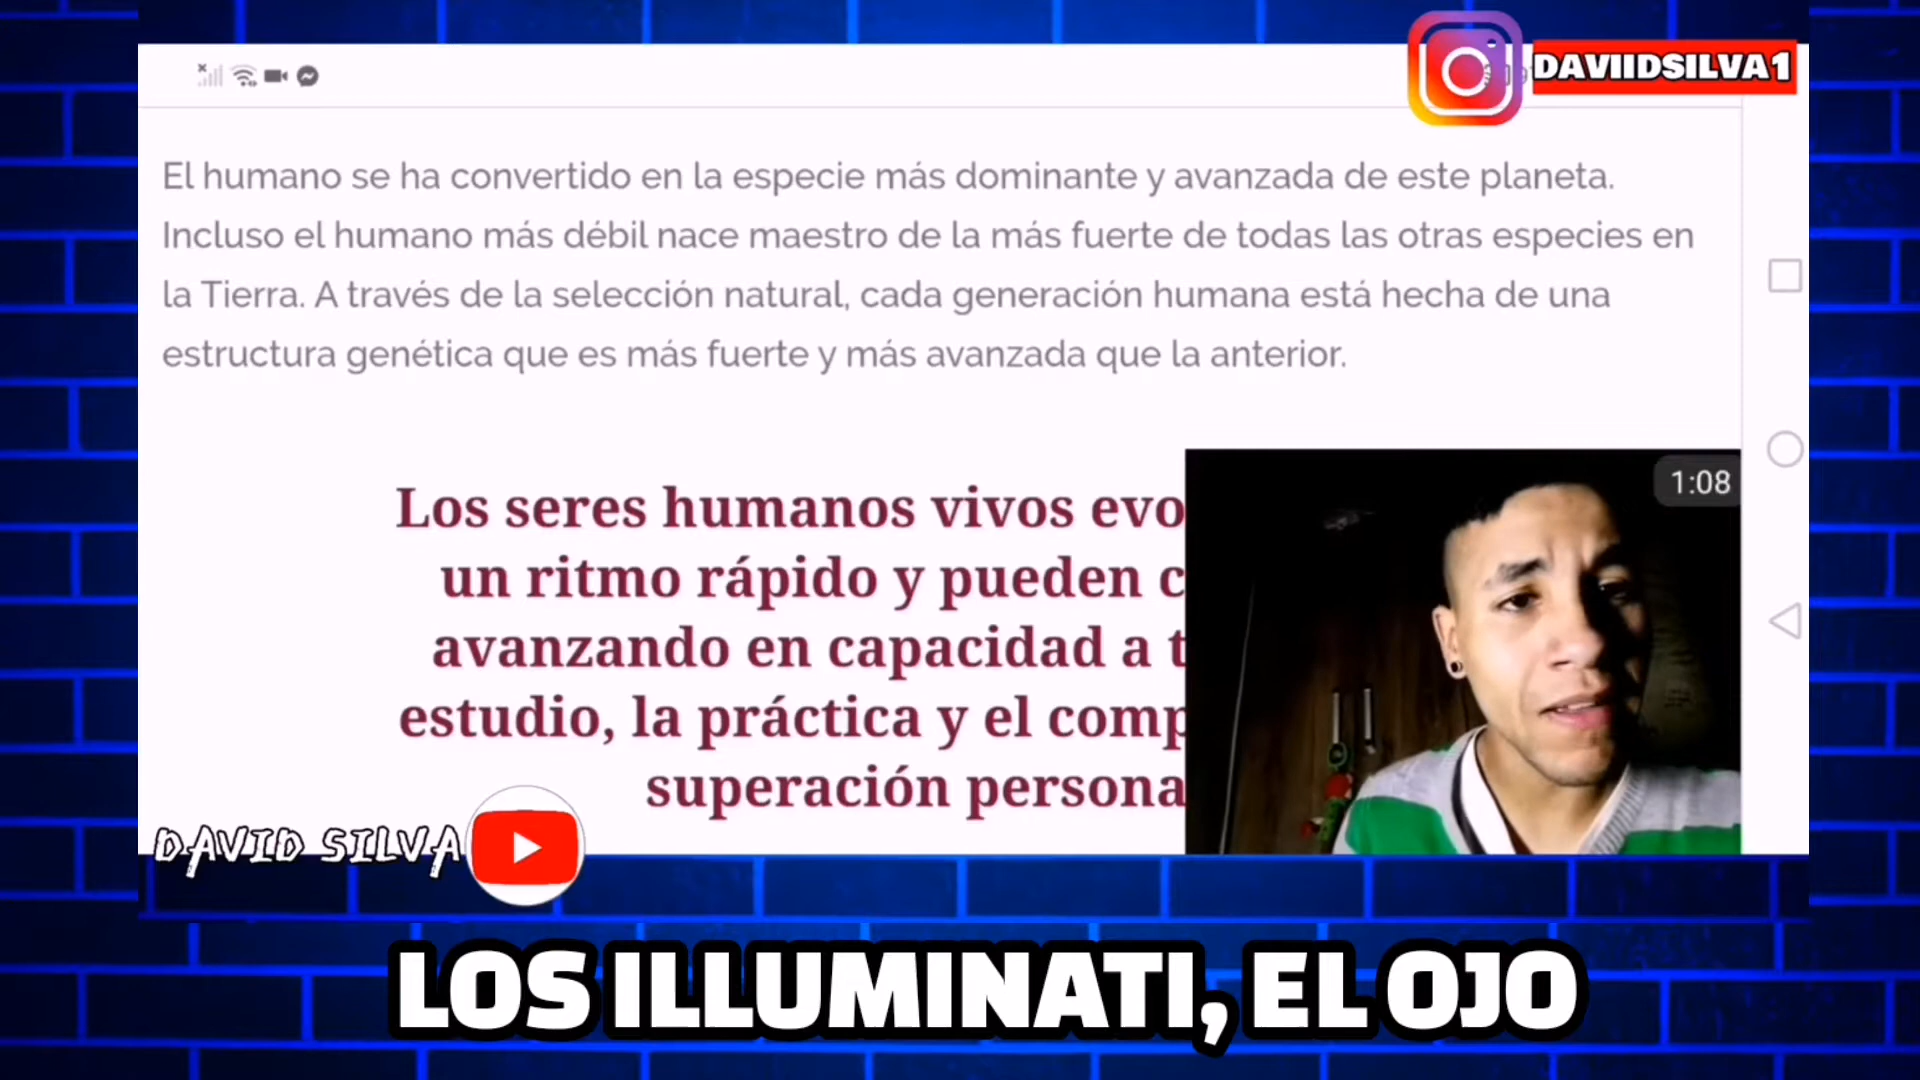 DAVIIDSILVA1
El humano se ha convertido en la especie más dominante y avanzada de este planeta.
Incluso el humano más débil nace maestro de la más fuerte de todas las otras especies en
la Tierra. A través de la selección natural, cada generación humana está hecha de una
estructura genética que es más fuerte y más avanzada que la anterior.
Los seres humanos vivos evo
un ritmo rápido y pueden c
avanzando en capacidad a t
estudio, la práctica y el comp
superación persona
1:08
DAVID SILVA
LOS ILLUMINATI, EL OJO